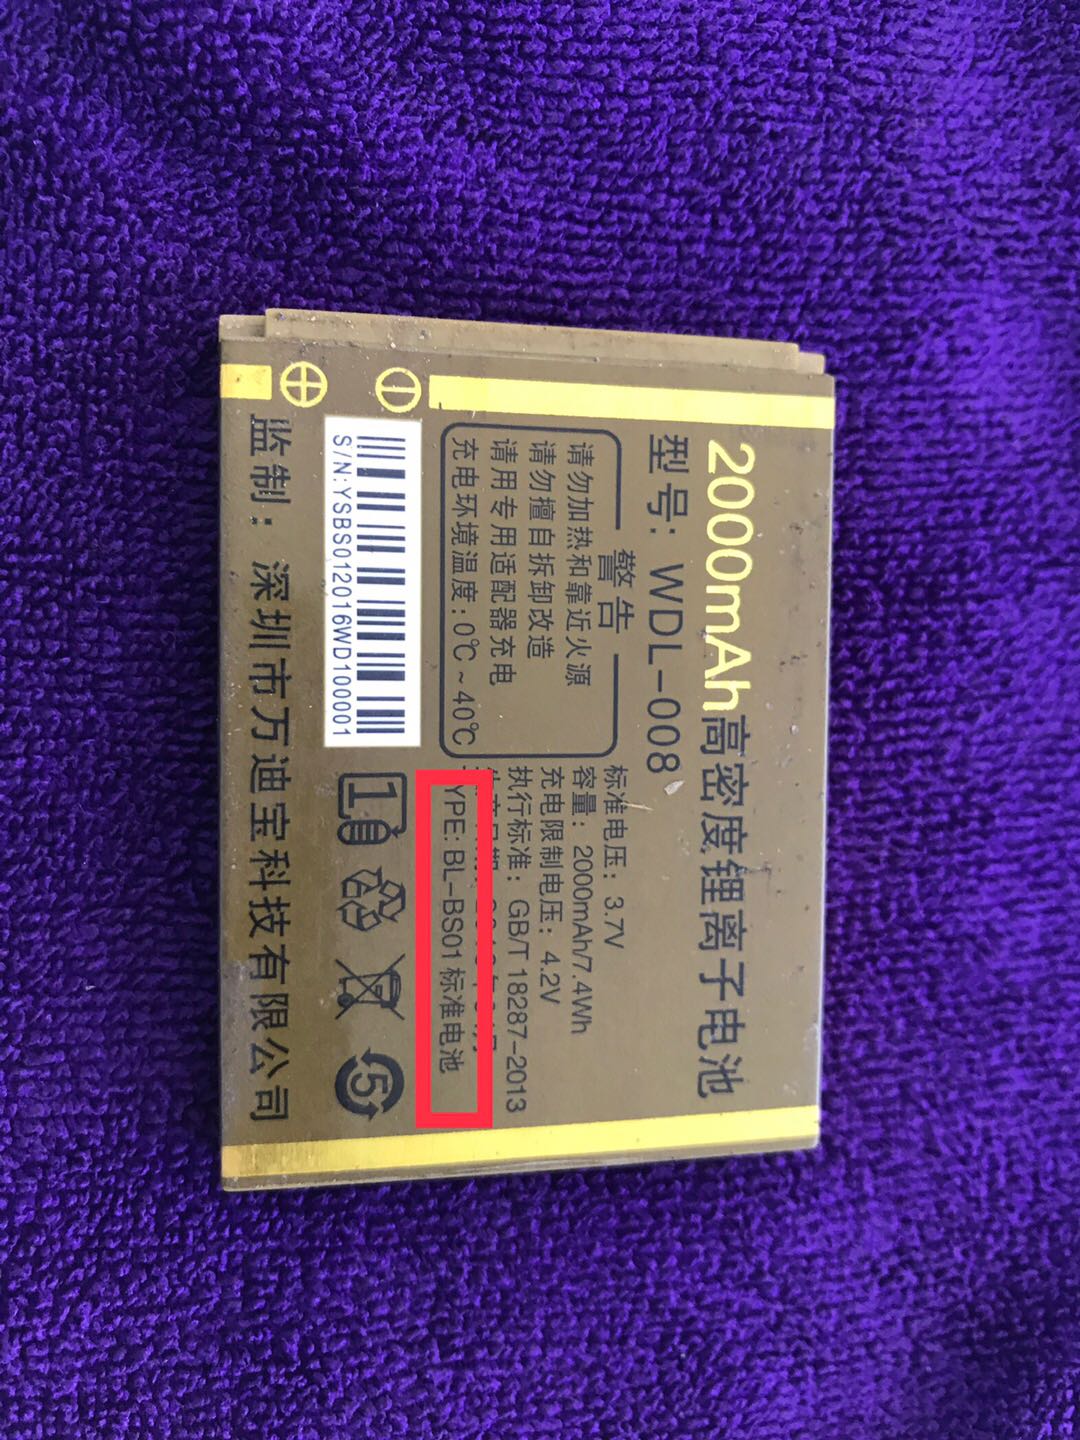 2000mAh高密度锂离子电池
型号: WDL-008
警告
请勿加热和靠近火源
请勿擅自拆卸改造
请用专用适配器充电
充电环境温度:0℃~40℃
标准电压: 3.7V
容量: 2000mAh/7.4Wh
充电限制电压: 4.2V
执行标准: GB/T 18287-2013
YPE: BL-BS01 标准电池
S/N:YSBS012016WD100001
监制: 深圳市万迪宝科技有限公司